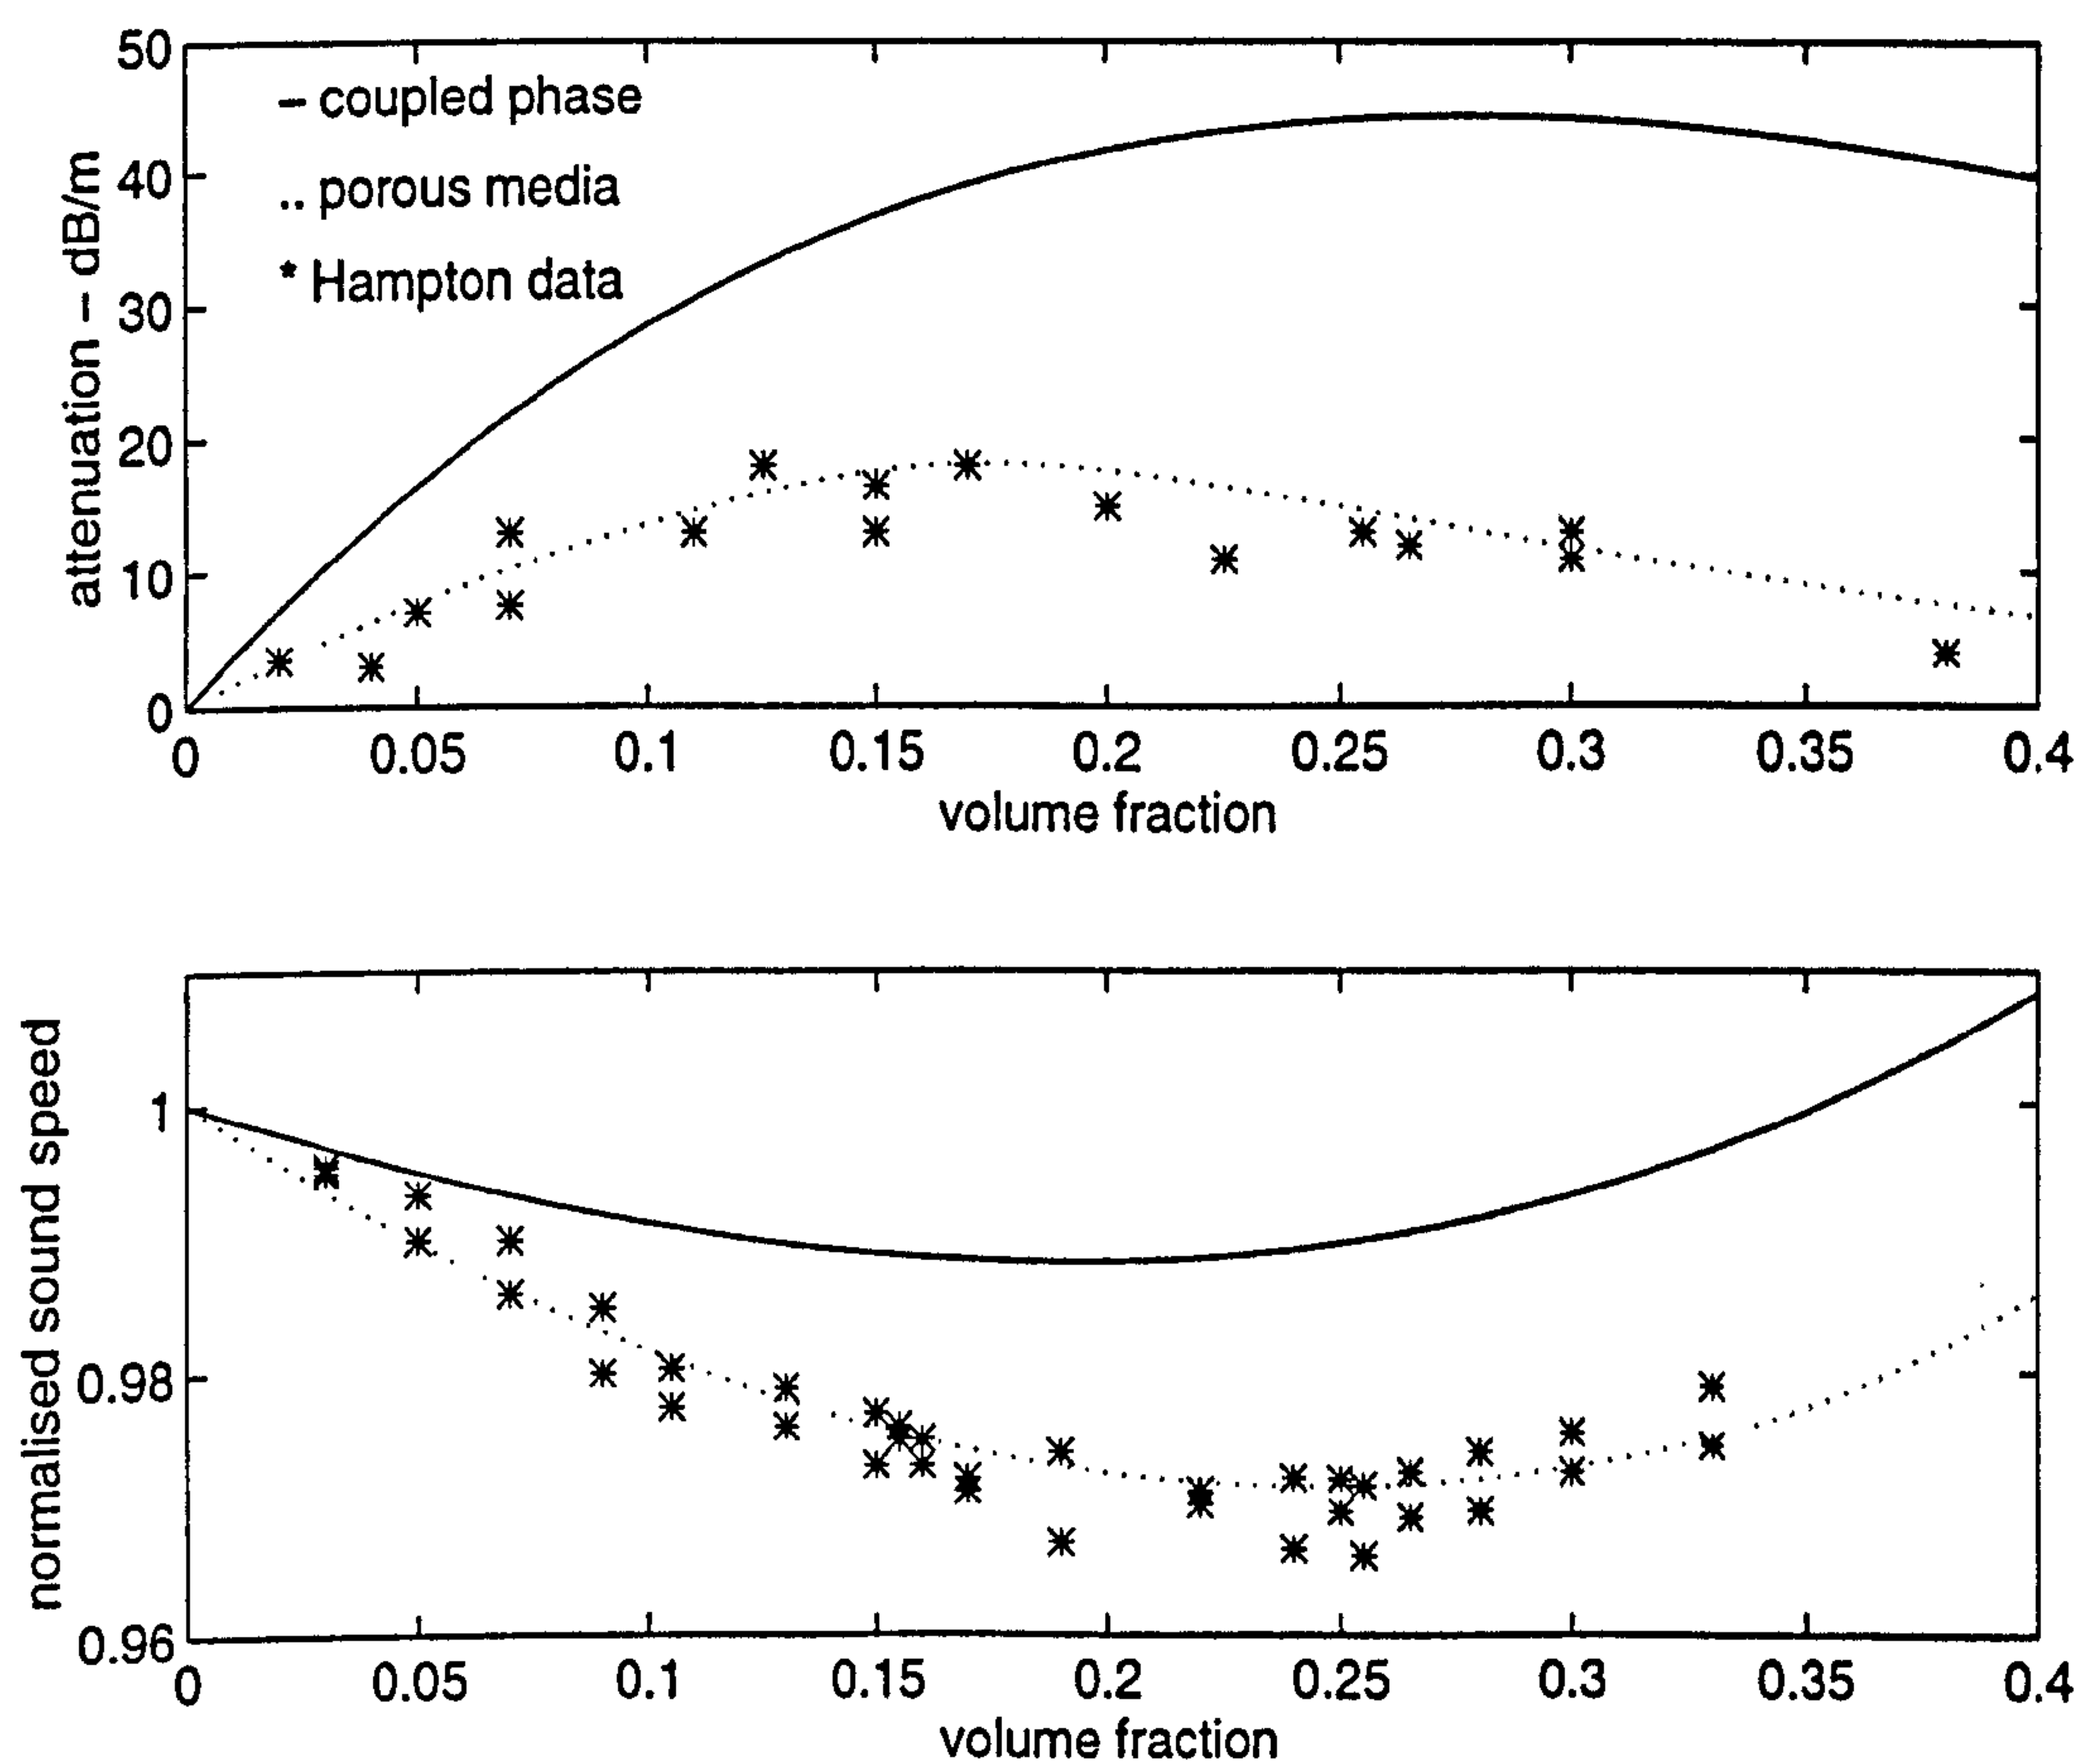 50
40
30
20
10
0
attenuation – dB/m
– coupled phase
.. porous media
* Hampton data
0 0.05 0.1 0.15 0.2 0.25 0.3 0.35 0.4
volume fraction
1
0.98
0.96
normalised sound speed
0 0.05 0.1 0.15 0.2 0.25 0.3 0.35 0.4
volume fraction